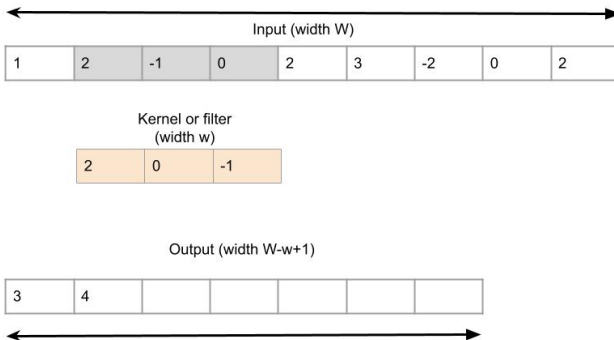 Input (width W)
1 2 -1 0 2 3 -2 0 2
Kernel or filter
(width w)
2 0 -1
Output (width W-w+1)
3 4